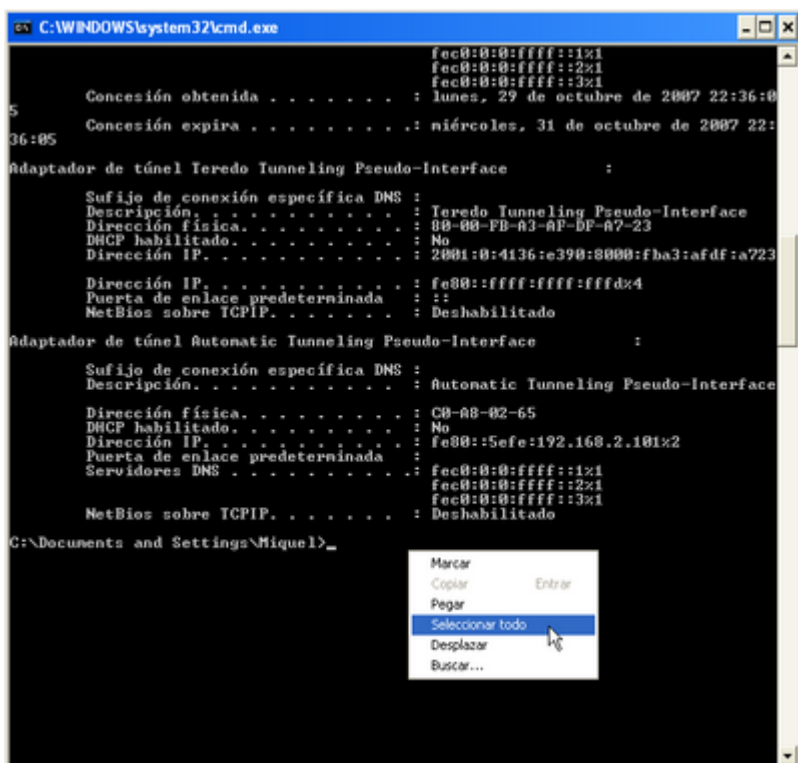 C:\WINDOWS\system32\cmd.exe
fec0:0:0:ffff::1%1
fec0:0:0:ffff::2%1
fec0:0:0:ffff::3%1
Concesión obtenida . . . . . . . : lunes, 29 de octubre de 2007 22:36:0
5
Concesión expira . . . . . . . . .: miércoles, 31 de octubre de 2007 22:
36:05
Adaptador de túnel Teredo Tunneling Pseudo-Interface :
Sufijo de conexión específica DNS :
Descripción. . . . . . . . . . . : Teredo Tunneling Pseudo-Interface
Dirección física. . . . . . . . . : 80-00-FB-A3-AF-DF-A7-23
DHCP habilitado. . . . . . . . . : No
Dirección IP. . . . . . . . . . . : 2001:0:4136:e390:8000:fba3:afdf:a723
Dirección IP. . . . . . . . . . . : fe80::ffff:ffff:fffd%4
Puerta de enlace predeterminada : ::
NetBios sobre TCPIP. . . . . . . : Deshabilitado
Adaptador de túnel Automatic Tunneling Pseudo-Interface :
Sufijo de conexión específica DNS :
Descripción. . . . . . . . . . . : Automatic Tunneling Pseudo-Interface
Dirección física. . . . . . . . . : C0-A8-02-65
DHCP habilitado. . . . . . . . . : No
Dirección IP. . . . . . . . . . . : fe80::5efe:192.168.2.101%2
Puerta de enlace predeterminada :
Servidores DNS . . . . . . . . . .: fec0:0:0:ffff::1%1
fec0:0:0:ffff::2%1
fec0:0:0:ffff::3%1
NetBios sobre TCPIP. . . . . . . : Deshabilitado
C:\Documents and Settings\Miquel>_
Marcar
Copiar Entrar
Pegar
Seleccionar todo
Desplazar
Buscar...